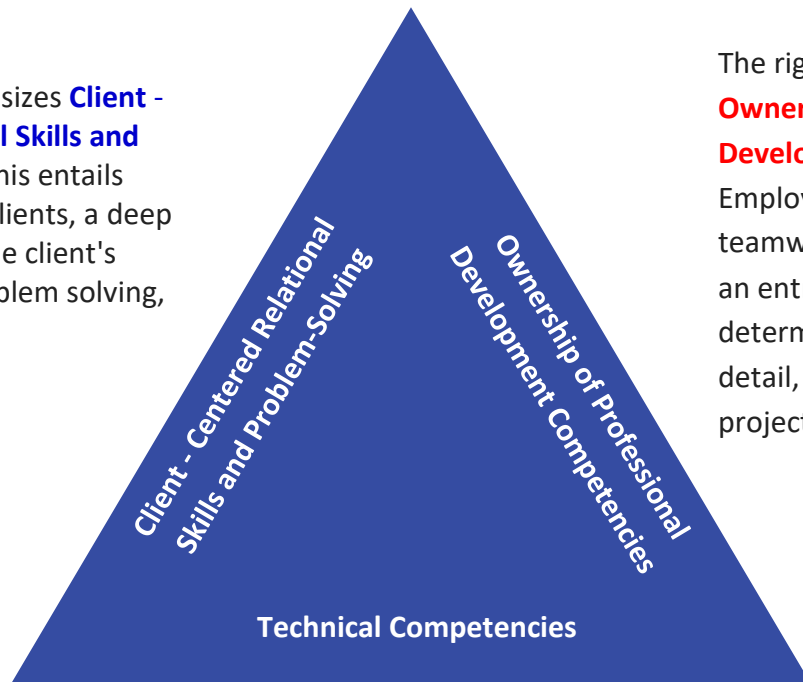 sizes Client -
l Skills and
his entails
lients, a deep
e client's
blem solving,
Client - Centered Relational
Skills and Problem-Solving
Ownership of Professional
Development Competencies
Technical Competencies
The rig
Owner
Develo
Employ
teamw
an ent
determ
detail,
project